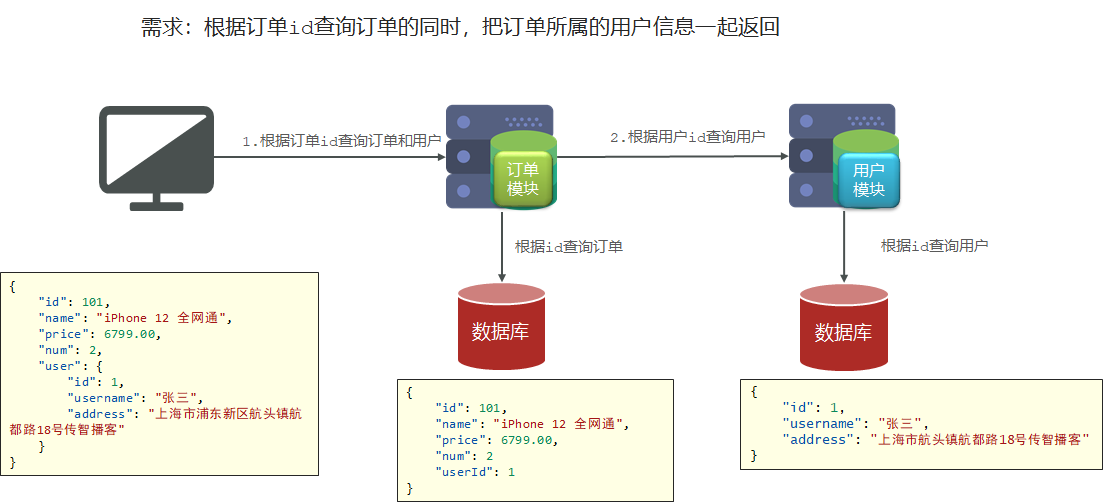 需求：根据订单id查询订单的同时，把订单所属的用户信息一起返回
1.根据订单id查询订单和用户
2.根据用户id查询用户
订单
模块
用户
模块
根据id查询订单
根据id查询用户
数据库
数据库
{
"id": 101,
"name": "iPhone 12 全网通",
"price": 6799.00,
"num": 2,
"user": {
"id": 1,
"username": "张三",
"address": "上海市浦东新区航头镇航
都路18号传智播客"
}
}
{
"id": 101,
"name": "iPhone 12 全网通",
"price": 6799.00,
"num": 2
"userId": 1
}
{
"id": 1,
"username": "张三",
"address": "上海市航头镇航都路18号传智播客"
}